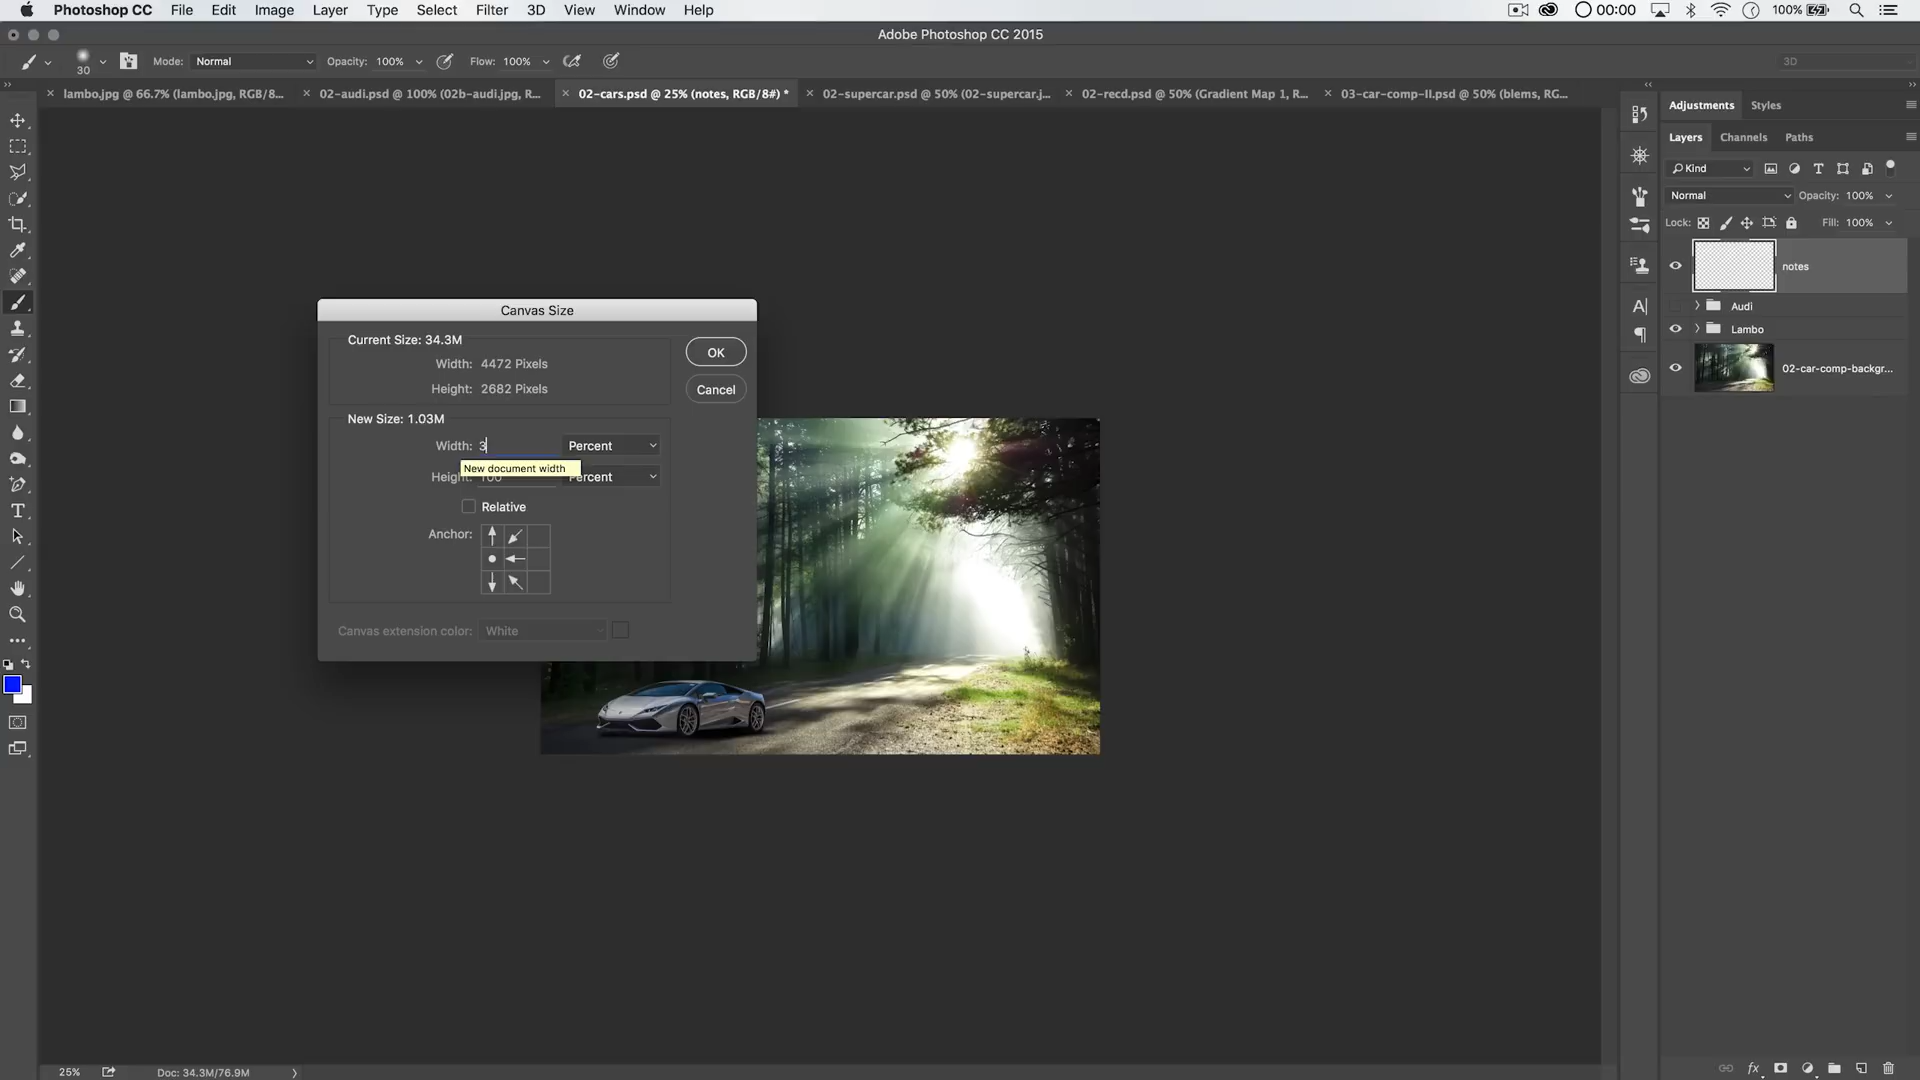 Photoshop CC File Edit Image Layer Type Select Filter 3D View Window Help 00:00 100%
Adobe Photoshop CC 2015
30 Mode: Normal Opacity: 100% Flow: 100% 3D
lambo.jpg @ 66.7% (lambo.jpg, RGB/8... 02-audi.psd @ 100% (02b-audi.jpg, R... 02-cars.psd @ 25% (notes, RGB/8#) * 02-supercar.psd @ 50% (02-supercar.j... 02-recd.psd @ 50% (Gradient Map 1, R... 03-car-comp-II.psd @ 50% (blems, RG...
Adjustments Styles
Layers Channels Paths
Kind
Normal Opacity: 100%
Lock: Fill: 100%
notes
Audi
Lambo
02-car-comp-backgr...
Canvas Size
Current Size: 34.3M
OK
Width: 4472 Pixels
Height: 2682 Pixels
Cancel
New Size: 1.03M
Width: 3 Percent
New document width
Height: 100 Percent
Relative
Anchor:
Canvas extension color: White
25% Doc: 34.3M/76.9M